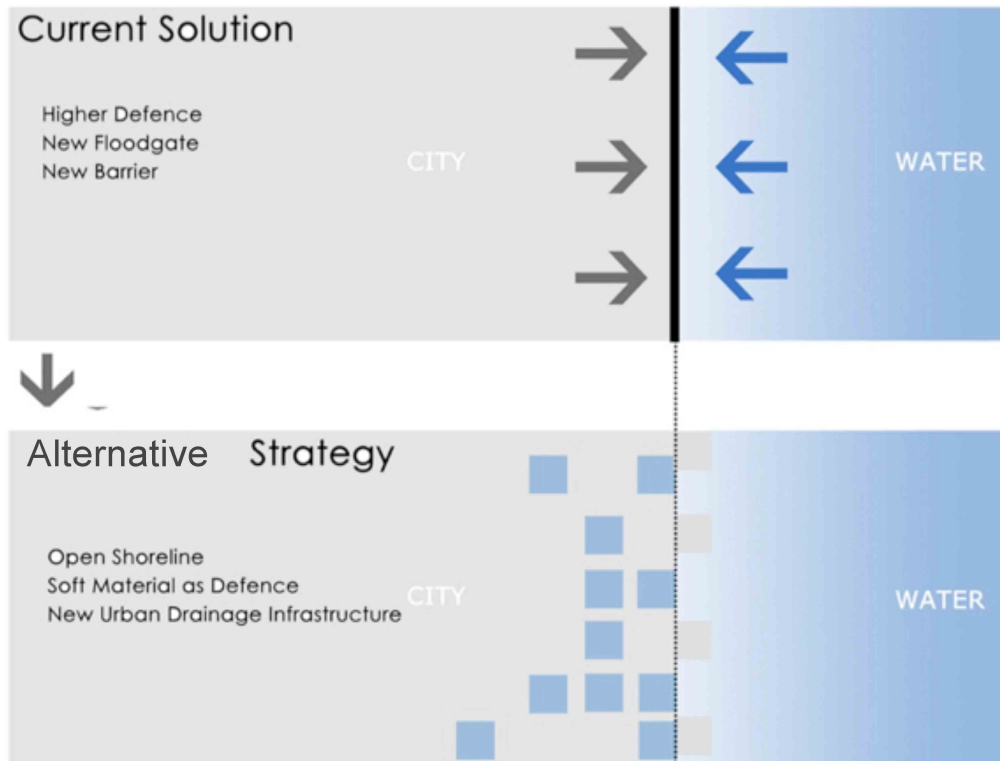 Current Solution
Higher Defence
New Floodgate
New Barrier
CITY
WATER
Alternative Strategy
Open Shoreline
Soft Material as Defence
New Urban Drainage Infrastructure
CITY
WATER